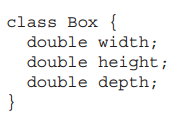 class Box {
  double width;
  double height;
  double depth;
}